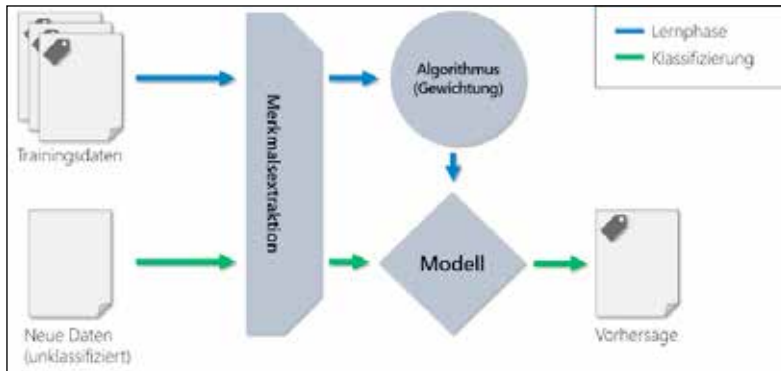 Lernphase
Klassifizierung
Trainingsdaten
Merkmalsextraktion
Algorithmus
(Gewichtung)
Modell
Neue Daten
(unklassifiziert)
Vorhersage